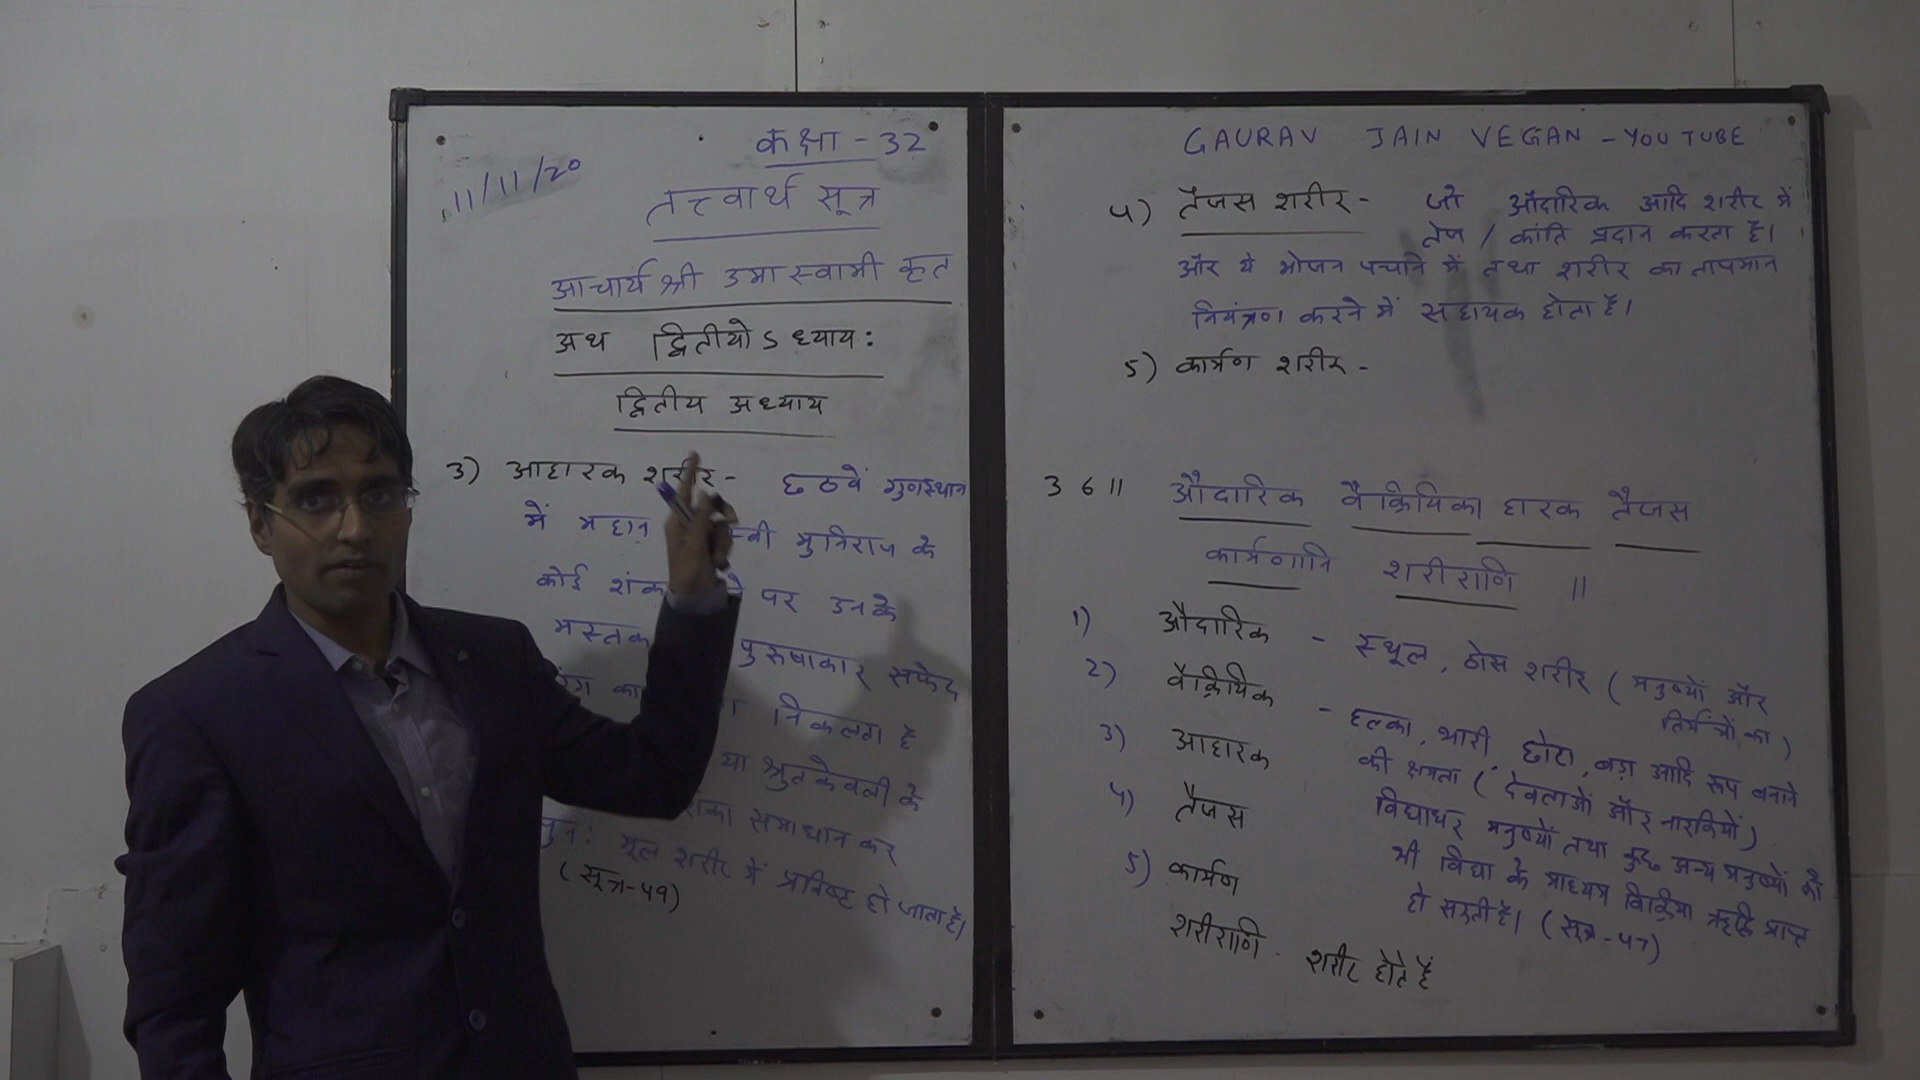 11/11/20
कक्षा - 32
तत्त्वार्थ सूत्र
आचार्य श्री उमास्वामी कृत
अथ द्वितीयोऽध्याय:
द्वितीय अध्याय
3) आहारक शरीर - छठवें गुणस्थान
में महान मुनिराज के
कोई पर उनके
मस्तक पुरुषाकार सफेद
रंग का निकलता है
या श्रुतकेवली के
समाधान कर
पुन: मूल शरीर में प्रविष्ट हो जाता है।
(सूत्र-49)
GAURAV JAIN VEGAN - YOUTUBE
4) तैजस शरीर - जो औदारिक आदि शरीर में
तेज / कांति प्रदान करता है।
और ये भोजन पचाने में तथा शरीर का तापमान
नियंत्रण करने में सहायक होता है।
5) कार्मण शरीर -
36॥ औदारिक वैक्रियिका हारक तैजस
कार्मणानि शरीराणि ॥
1) औदारिक - स्थूल, ठोस शरीर ( मनुष्यों और
तिर्यंचों का )
2) वैक्रियिक - हल्का, भारी, छोटा, बड़ा आदि रूप बनाने
की क्षमता ( देवताओं और नारकियों)
विद्याधर मनुष्यों तथा कुछ अन्य मनुष्यों को
भी विद्या के माध्यम विक्रिया ऋद्धि प्राप्त
हो सकती है। (सूत्र-47)
3) आहारक
4) तैजस
5) कार्मण
शरीराणि - शरीर होते हैं